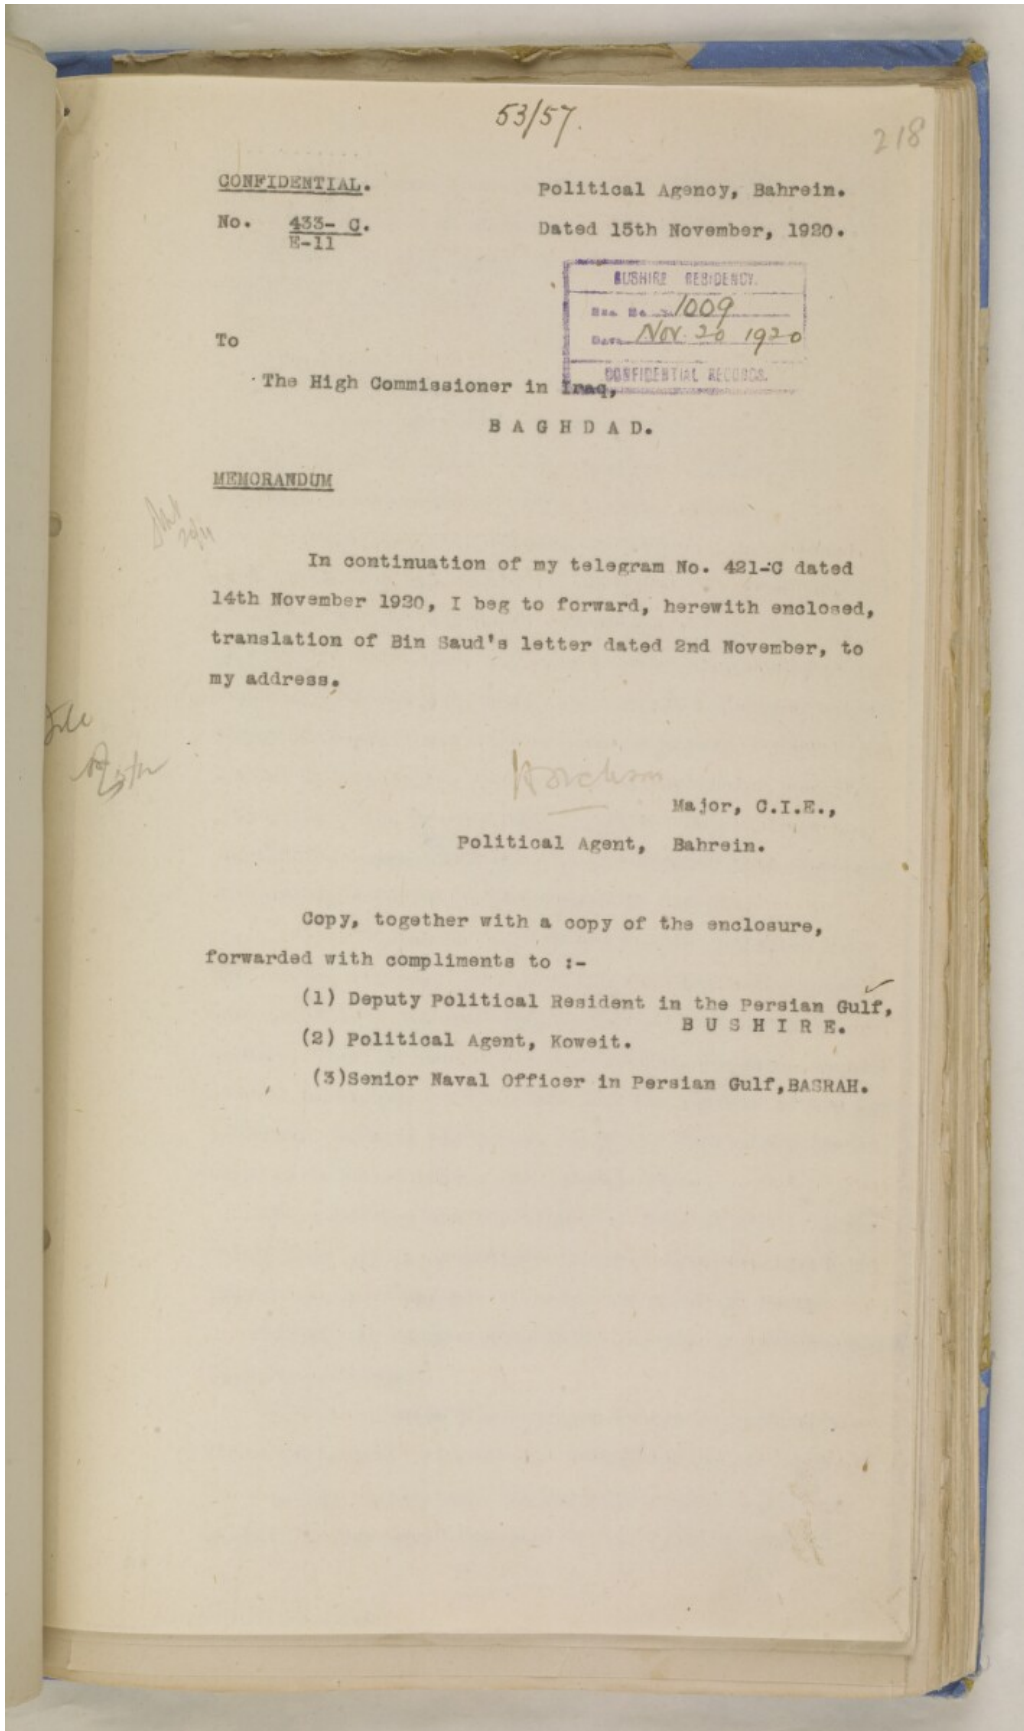 53/57.
218
CONFIDENTIAL.
Political Agency, Bahrein.
No. 433- C.
E-11
Dated 15th November, 1920.
BUSHIRE RESIDENCY.
No. 1009
Date Nov. 20 1920
CONFIDENTIAL RECORDS.
To
The High Commissioner in Iraq,
B A G H D A D.
MEMORANDUM
In continuation of my telegram No. 421-C dated
14th November 1920, I beg to forward, herewith enclosed,
translation of Bin Saud's letter dated 2nd November, to
my address.
File
Major, C.I.E.,
Political Agent, Bahrein.
Copy, together with a copy of the enclosure,
forwarded with compliments to :-
(1) Deputy Political Resident in the Persian Gulf,
B U S H I R E.
(2) Political Agent, Koweit.
(3)Senior Naval Officer in Persian Gulf,BASRAH.